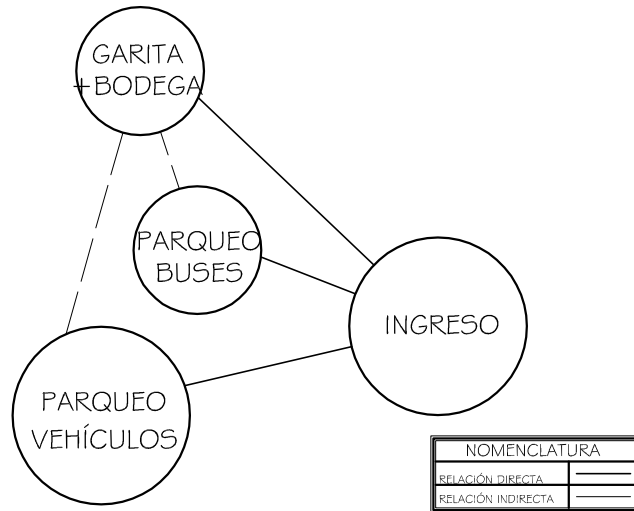 GARITA
+BODEGA
PARQUEO
BUSES
INGRESO
PARQUEO
VEHÍCULOS
NOMENCLATURA
RELACIÓN DIRECTA
RELACIÓN INDIRECTA